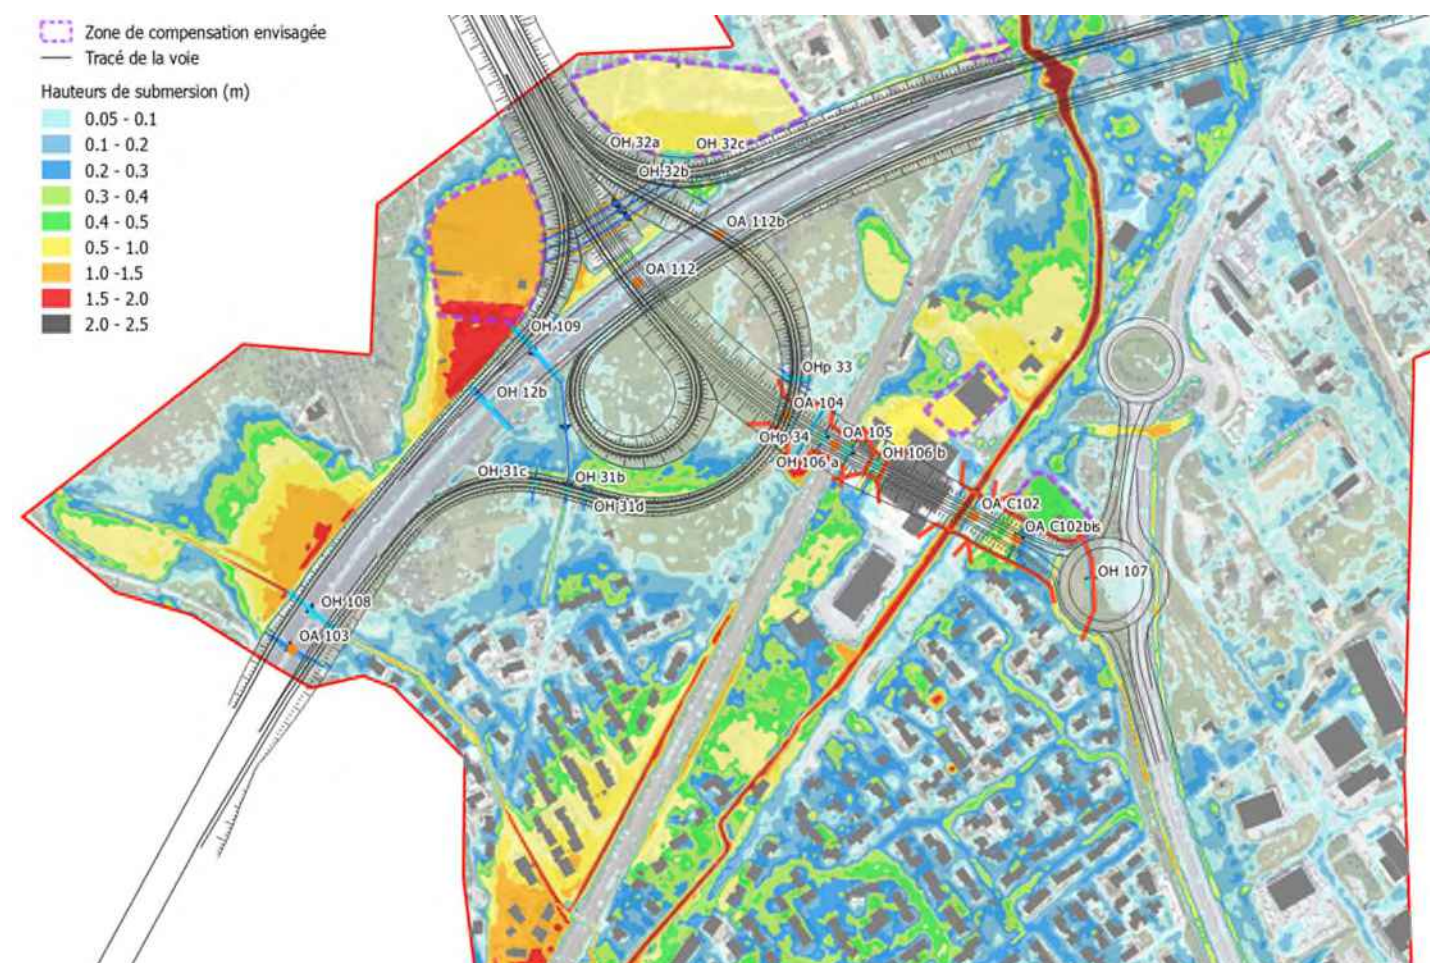 Zone de compensation envisagée
Tracé de la voie
Hauteurs de submersion (m)
0.05 - 0.1
0.1 - 0.2
0.2 - 0.3
0.3 - 0.4
0.4 - 0.5
0.5 - 1.0
1.0 -1.5
1.5 - 2.0
2.0 - 2.5
OH 32a
OH 32c
OH 32b
OA 112b
OA 112
OH 109
OHp 33
OH 12b
OA 104
OHp 34
OA 105
OH 106 a
OH 106 b
OH 31c
OH 31b
OH 31d
OA C102
OA C102bis
OH 107
OH 108
OA 103